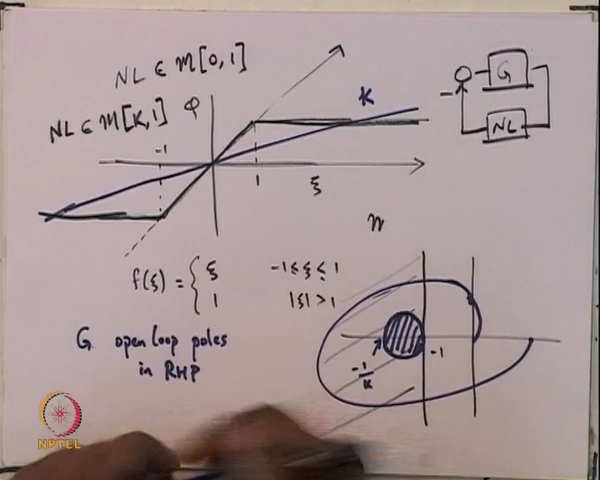 NL ∈ m[0,1]
NL ∈ m[K,1] φ
K
G
NL
-
-1
1
ξ
n
f(ξ) = { ξ -1 ≤ ξ ≤ 1
1 |ξ| > 1
G open loop poles
in RHP
-1
-1/K
NPTEL